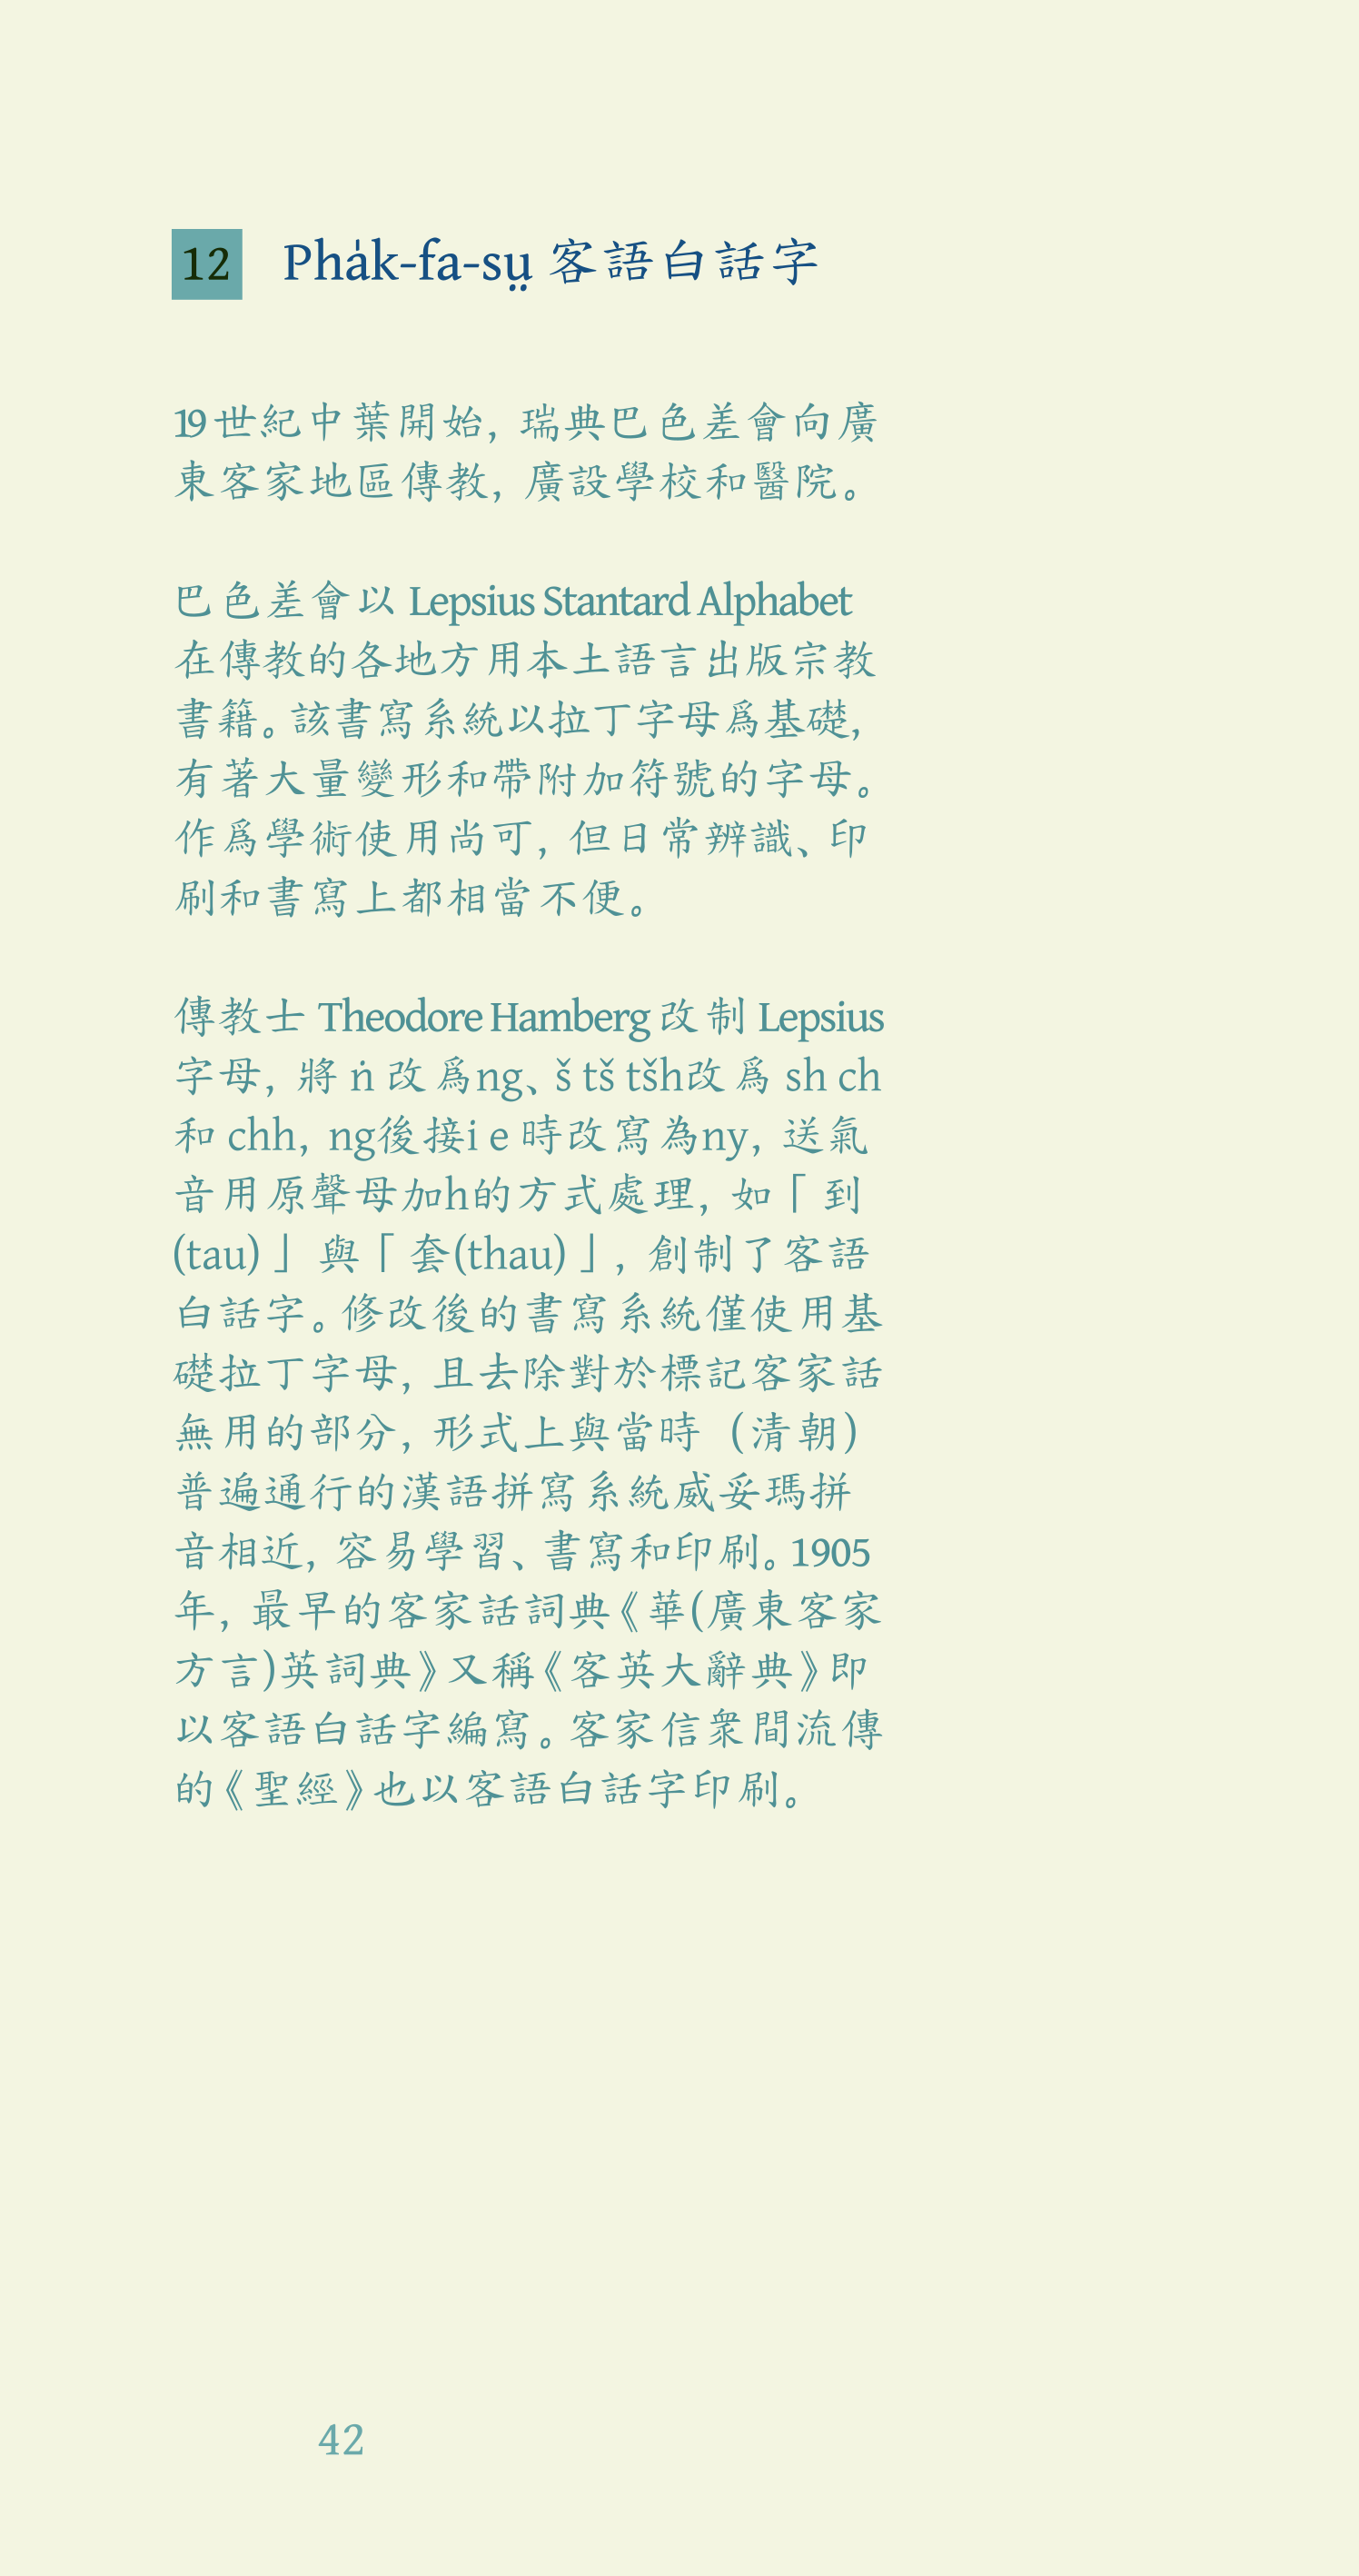 12 Pha̍k-fa-sṳ 客語白話字
19世紀中葉開始，瑞典巴色差會向廣
東客家地區傳教，廣設學校和醫院。
巴色差會以 Lepsius Stantard Alphabet
在傳教的各地方用本土語言出版宗教
書籍。該書寫系統以拉丁字母爲基礎，
有著大量變形和帶附加符號的字母。
作爲學術使用尚可，但日常辨識、印
刷和書寫上都相當不便。
傳教士 Theodore Hamberg 改制 Lepsius
字母，將 ṅ 改爲ng、š tš tšh改爲 sh ch
和 chh，ng後接i e 時改寫為ny，送氣
音用原聲母加h的方式處理，如「到
(tau)」與「套(thau)」，創制了客語
白話字。修改後的書寫系統僅使用基
礎拉丁字母，且去除對於標記客家話
無用的部分，形式上與當時（清朝）
普遍通行的漢語拼寫系統威妥瑪拼
音相近，容易學習、書寫和印刷。1905
年，最早的客家話詞典《華(廣東客家
方言)英詞典》又稱《客英大辭典》即
以客語白話字編寫。客家信衆間流傳
的《聖經》也以客語白話字印刷。
42